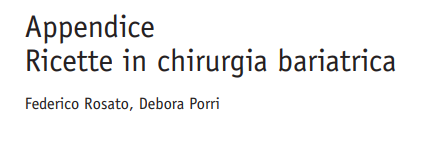 Appendice
Ricette in chirurgia bariatrica
Federico Rosato, Debora Porri